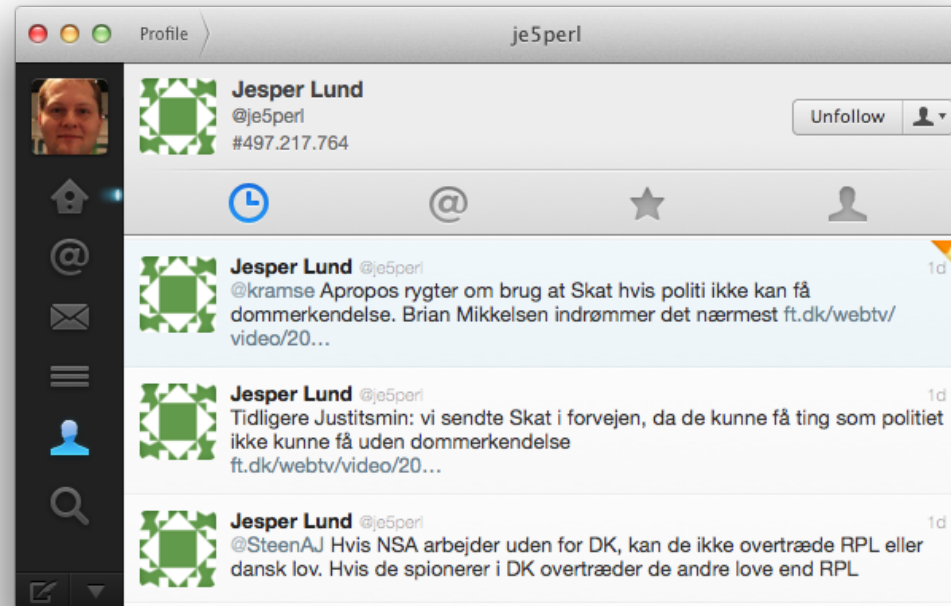 Profile
je5perl
Jesper Lund
@je5perl
#497.217.764
Unfollow
Jesper Lund @je5perl 1d
@kramse Apropos rygter om brug at Skat hvis politi ikke kan få
dommerkendelse. Brian Mikkelsen indrømmer det nærmest ft.dk/webtv/
video/20...
Jesper Lund @je5perl 1d
Tidligere Justitsmin: vi sendte Skat i forvejen, da de kunne få ting som politiet
ikke kunne få uden dommerkendelse
ft.dk/webtv/video/20...
Jesper Lund @je5perl 1d
@SteenAJ Hvis NSA arbejder uden for DK, kan de ikke overtræde RPL eller
dansk lov. Hvis de spionerer i DK overtræder de andre love end RPL